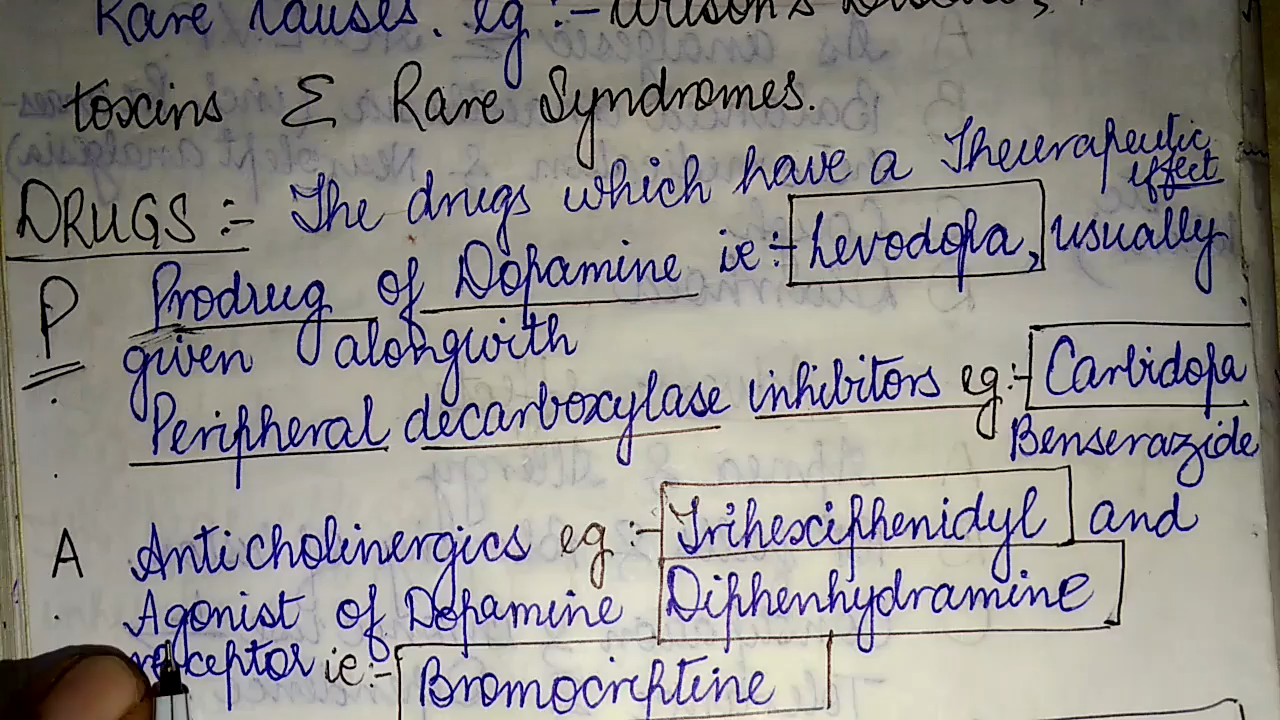 Rare causes. eg :- Wilson's Disease,
toxins & Rare Syndromes.
DRUGS :- The drugs which have a Therapeutic effect
P Prodrug of Dopamine ie :- Levodopa, usually
given alongwith
Peripheral decarboxylase inhibitors eg :- Carbidopa
Benserazide
A Anticholinergics eg :- Trihexiphenidyl and
Agonist of Dopamine Diphenhydramine
receptor ie :- Bromocriptine